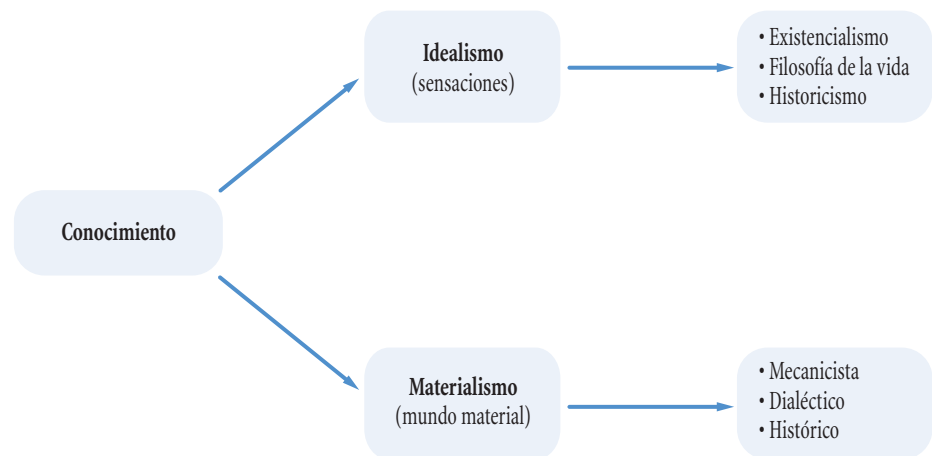 Idealismo
(sensaciones)
• Existencialismo
• Filosofía de la vida
• Historicismo
Conocimiento
Materialismo
(mundo material)
• Mecanicista
• Dialéctico
• Histórico